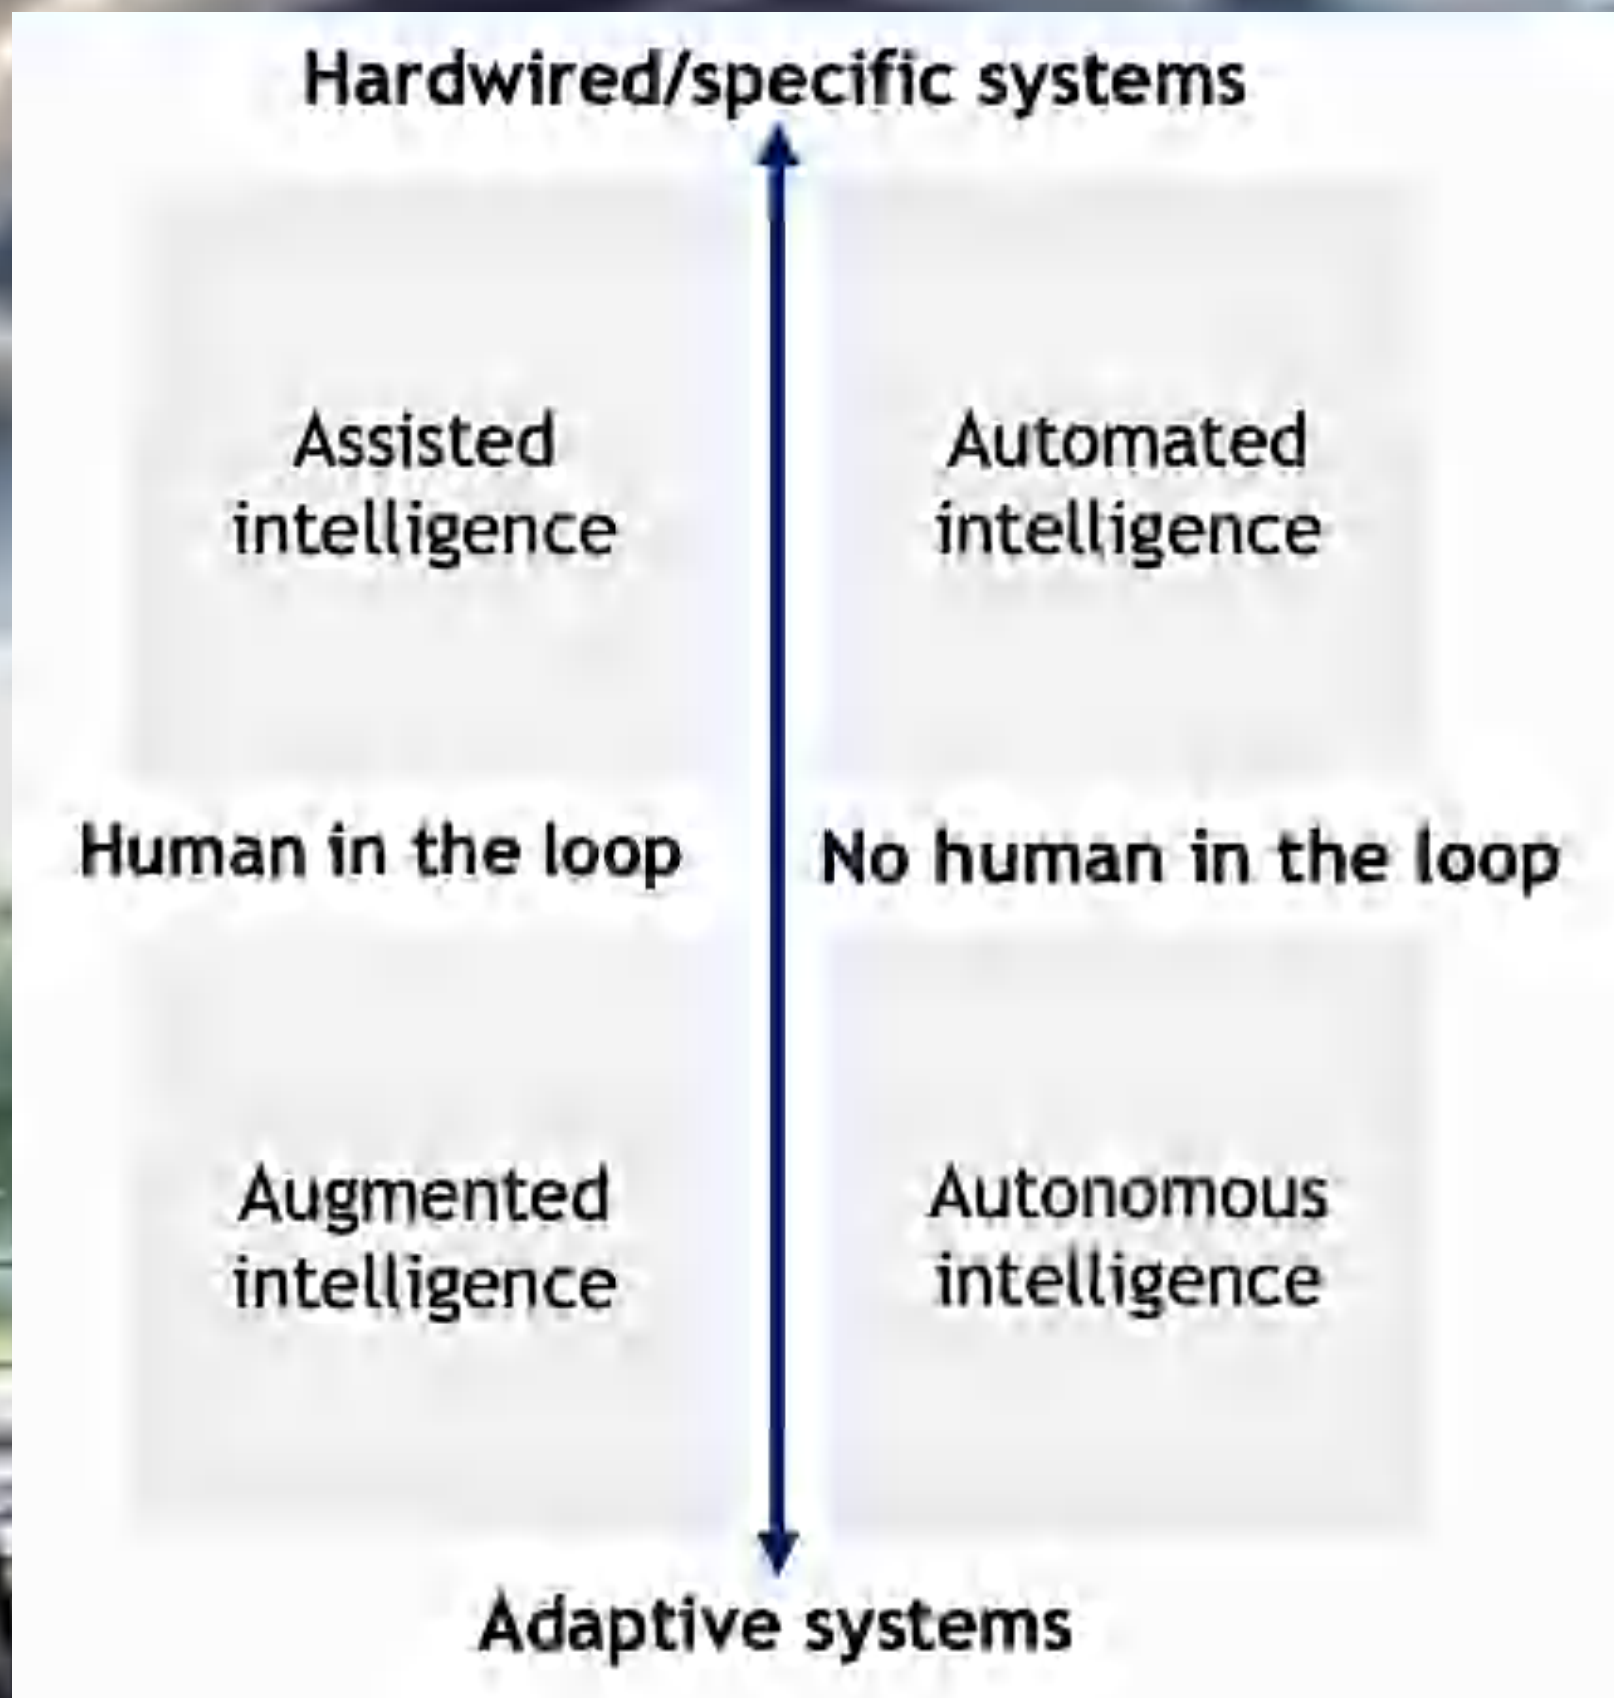 Hardwired/specific systems
Assisted
intelligence
Automated
intelligence
Human in the loop
No human in the loop
Augmented
intelligence
Autonomous
intelligence
Adaptive systems